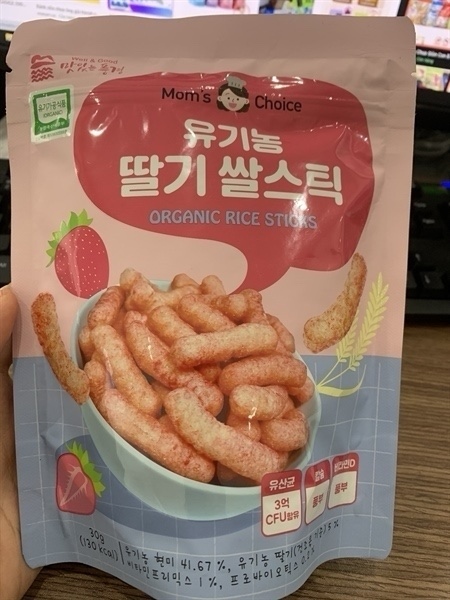 Well & Good
맛있는 풍경
유기가공식품
(ORGANIC)
Mom's Choice
유기농
딸기 쌀스틱
ORGANIC RICE STICKS
유산균
3억
CFU함유
칼슘
풍부
비타민D
풍부
30g
(130 kcal)
유기농 현미 41.67%, 유기농 딸기
비타민프리믹스 1%, 프로바이오틱스